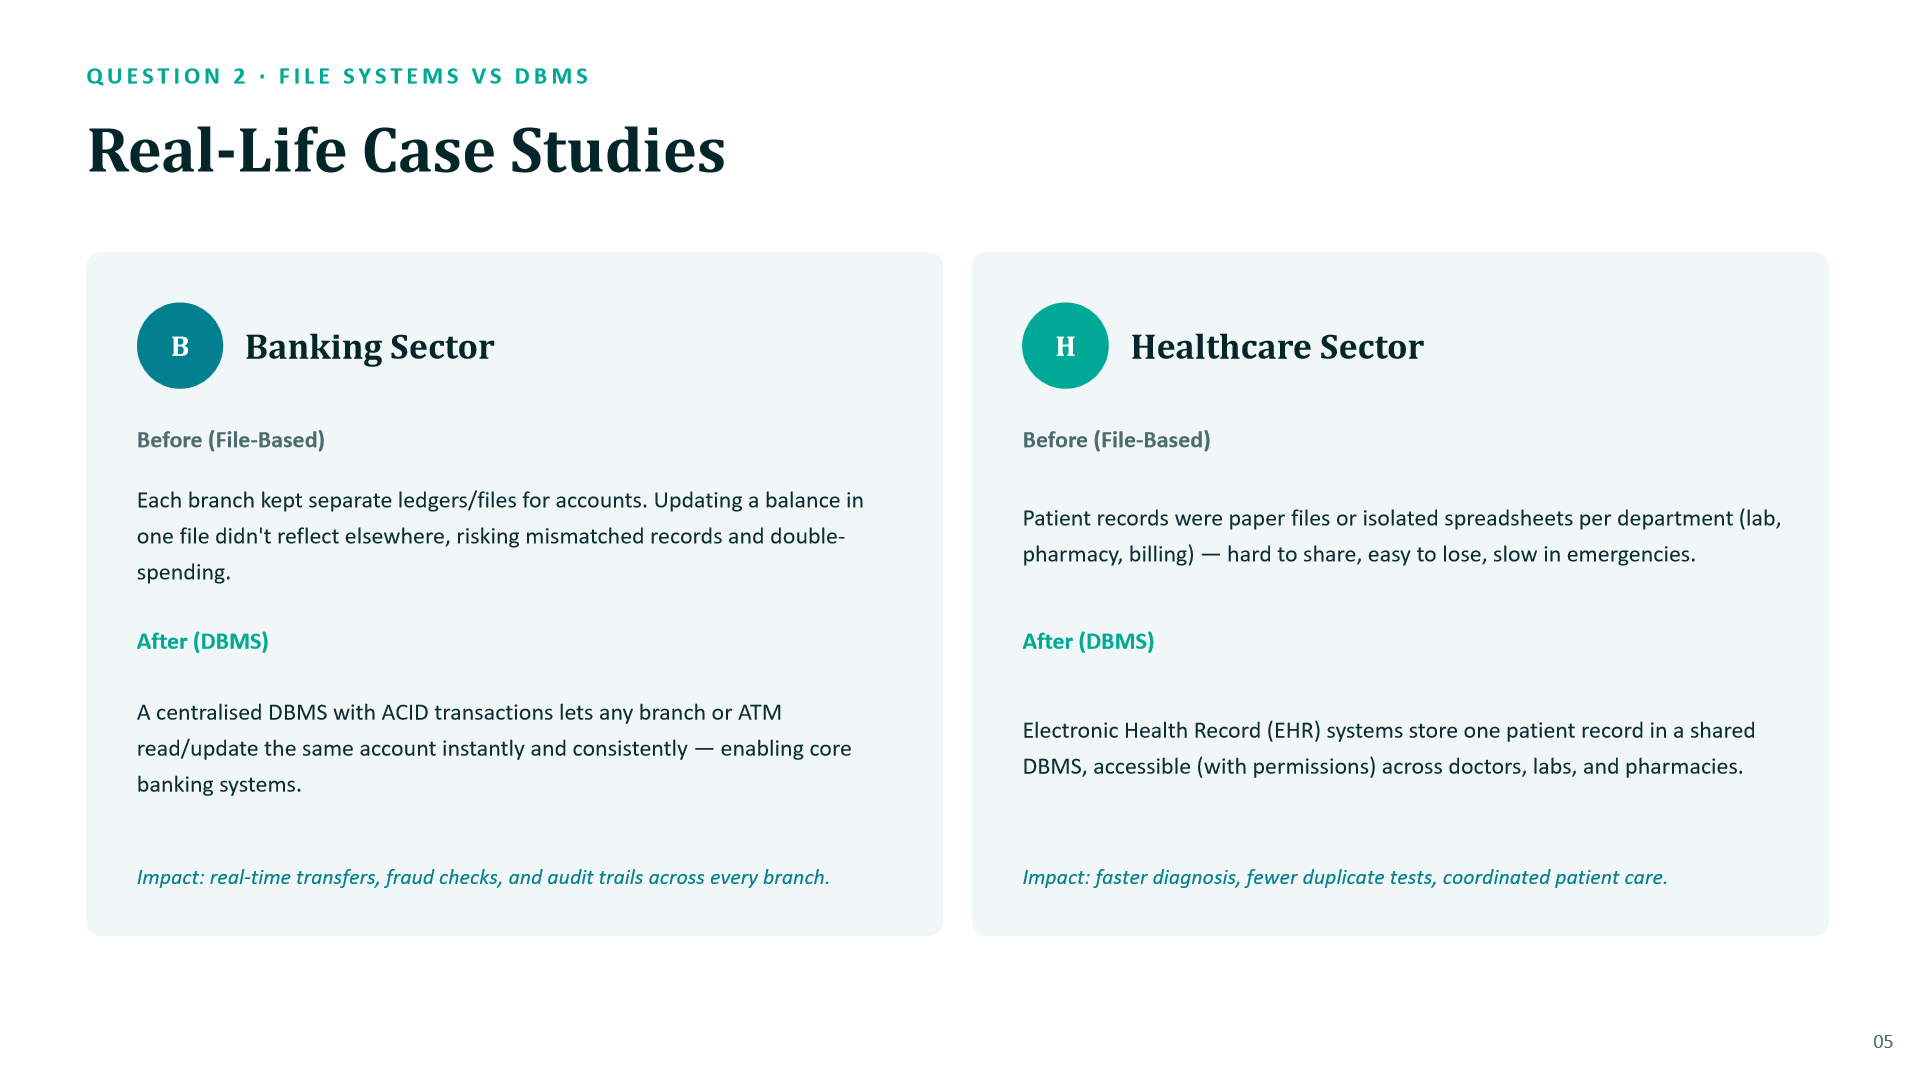 QUESTION 2 · FILE SYSTEMS VS DBMS
Real-Life Case Studies
B
Banking Sector
Before (File-Based)
Each branch kept separate ledgers/files for accounts. Updating a balance in
one file didn't reflect elsewhere, risking mismatched records and double-
spending.
After (DBMS)
A centralised DBMS with ACID transactions lets any branch or ATM
read/update the same account instantly and consistently — enabling core
banking systems.
Impact: real-time transfers, fraud checks, and audit trails across every branch.
H
Healthcare Sector
Before (File-Based)
Patient records were paper files or isolated spreadsheets per department (lab,
pharmacy, billing) — hard to share, easy to lose, slow in emergencies.
After (DBMS)
Electronic Health Record (EHR) systems store one patient record in a shared
DBMS, accessible (with permissions) across doctors, labs, and pharmacies.
Impact: faster diagnosis, fewer duplicate tests, coordinated patient care.
05